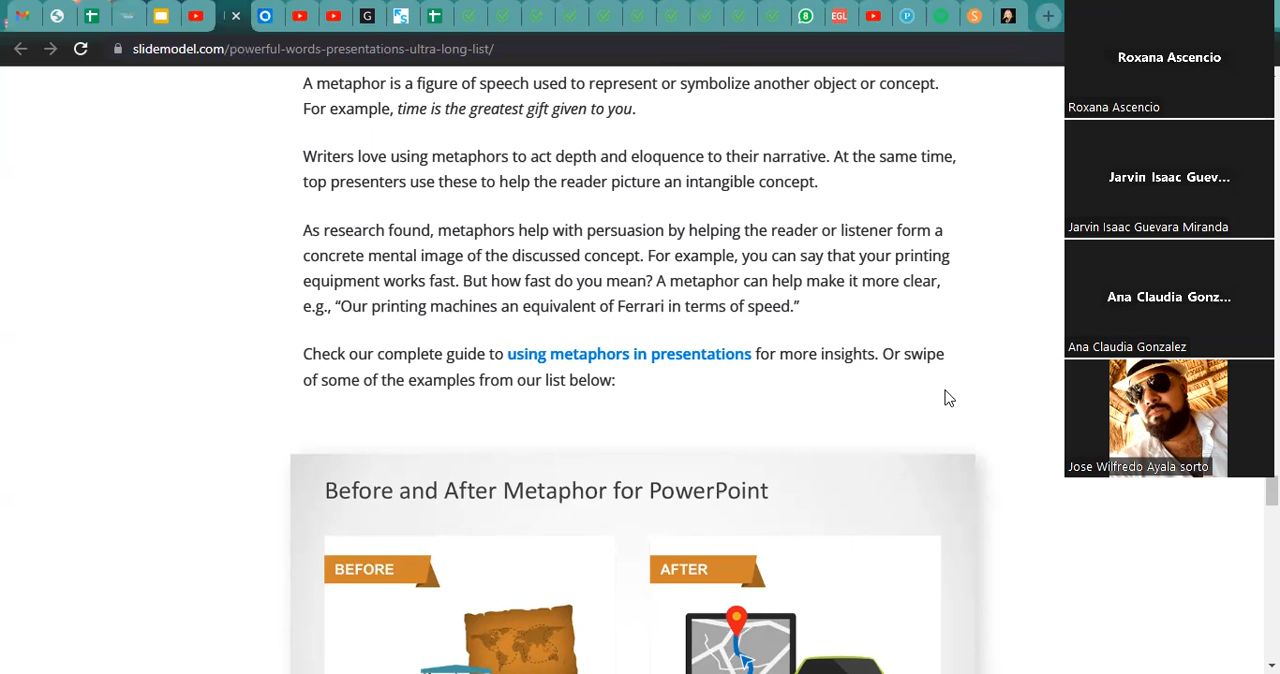 slidemodel.com/powerful-words-presentations-ultra-long-list/
A metaphor is a figure of speech used to represent or symbolize another object or concept.
For example, time is the greatest gift given to you.
Writers love using metaphors to act depth and eloquence to their narrative. At the same time,
top presenters use these to help the reader picture an intangible concept.
As research found, metaphors help with persuasion by helping the reader or listener form a
concrete mental image of the discussed concept. For example, you can say that your printing
equipment works fast. But how fast do you mean? A metaphor can help make it more clear,
e.g., “Our printing machines an equivalent of Ferrari in terms of speed.”
Check our complete guide to using metaphors in presentations for more insights. Or swipe
of some of the examples from our list below:
Before and After Metaphor for PowerPoint
BEFORE
AFTER
Roxana Ascencio
Roxana Ascencio
Jarvin Isaac Guev...
Jarvin Isaac Guevara Miranda
Ana Claudia Gonz...
Ana Claudia Gonzalez
Jose Wilfredo Ayala sorto
G
8
EGL
P
S